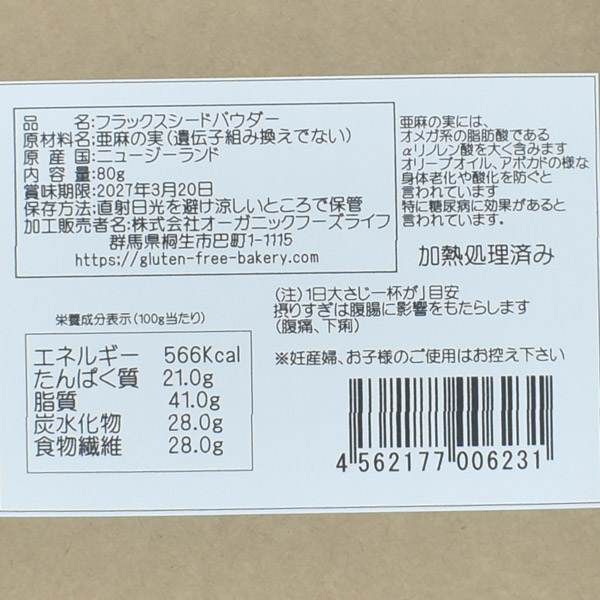 品　　名:フラックスシードパウダー
原材料名;亜麻の実(遺伝子組み換えでない)
原 産 国:ニュージーランド
内 容 量:80g
賞味期限:2027年3月20日
保存方法;直射日光を避け涼しいところで保管
加工販売者名:株式会社オーガニックフーズライフ
群馬県桐生市巴町1-1115
https://gluten-free-bakery.com
亜麻の実には、
オメガ系の脂肪酸である
αリノレン酸を大く含みます
オリーブオイル、アボカドの様な
身体老化や酸化を防ぐと
言われています
特に糖尿病に効果があると
言われています。
加熱処理済み
(注)1日大さじ一杯が目安
摂りすぎは腹腸に影響をもたらします
(腹痛、下痢)
※妊産婦、お子様のご使用はお控え下さい
栄養成分表示(100g当たり)
エネルギー 566Kcal
たんぱく質 21.0g
脂質 41.0g
炭水化物 28.0g
食物繊維 28.0g
4 562177 006231